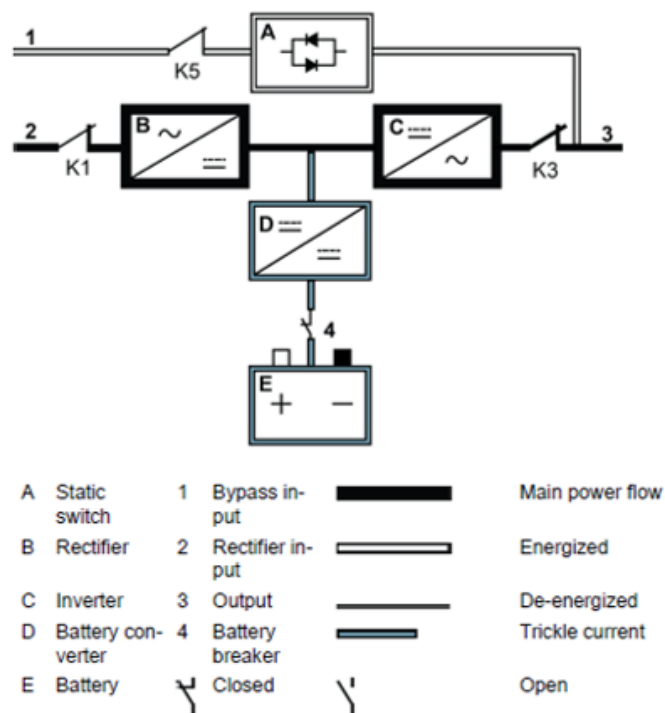 1
A
K5
2
B
C
3
K1
K3
D
4
E
+ −
A Static switch 1 Bypass in-put Main power flow
B Rectifier 2 Rectifier in-put Energized
C Inverter 3 Output De-energized
D Battery con-verter 4 Battery breaker Trickle current
E Battery Closed Open